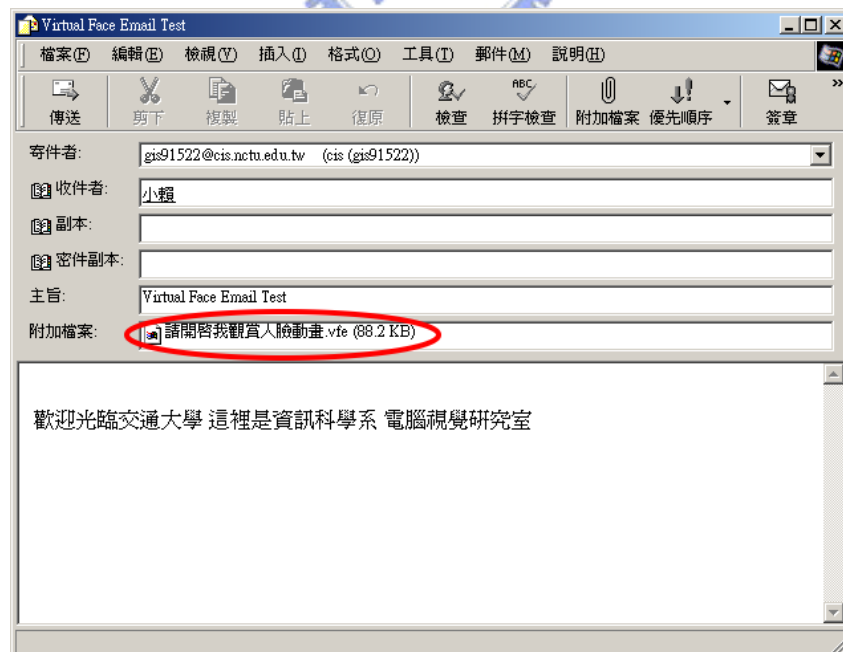 Virtual Face Email Test
檔案(F) 編輯(E) 檢視(V) 插入(I) 格式(O) 工具(T) 郵件(M) 說明(H)
傳送 剪下 複製 貼上 復原 檢查 ABC 拼字檢查 附加檔案 優先順序 簽章 »
寄件者: gis91522@cis.nctu.edu.tw (cis (gis91522))
收件者: 小賴
副本:
密件副本:
主旨: Virtual Face Email Test
附加檔案: 請開啓我觀賞人臉動畫.vfe (88.2 KB)
歡迎光臨交通大學 這裡是資訊科學系 電腦視覺研究室